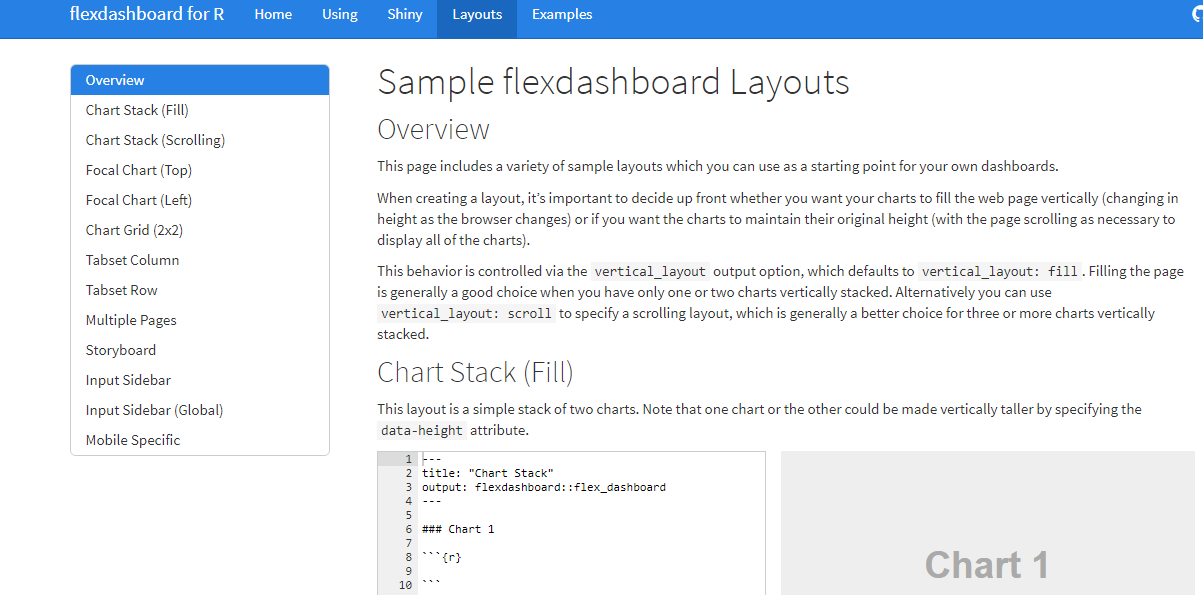 flexdashboard for R Home Using Shiny Layouts Examples
Overview
Chart Stack (Fill)
Chart Stack (Scrolling)
Focal Chart (Top)
Focal Chart (Left)
Chart Grid (2x2)
Tabset Column
Tabset Row
Multiple Pages
Storyboard
Input Sidebar
Input Sidebar (Global)
Mobile Specific
Sample flexdashboard Layouts
Overview
This page includes a variety of sample layouts which you can use as a starting point for your own dashboards.
When creating a layout, it's important to decide up front whether you want your charts to fill the web page vertically (changing in
height as the browser changes) or if you want the charts to maintain their original height (with the page scrolling as necessary to
display all of the charts).
This behavior is controlled via the vertical_layout output option, which defaults to vertical_layout: fill. Filling the page
is generally a good choice when you have only one or two charts vertically stacked. Alternatively you can use
vertical_layout: scroll to specify a scrolling layout, which is generally a better choice for three or more charts vertically
stacked.
Chart Stack (Fill)
This layout is a simple stack of two charts. Note that one chart or the other could be made vertically taller by specifying the
data-height attribute.
1 ---
2 title: "Chart Stack"
3 output: flexdashboard::flex_dashboard
4 ---
5
6 ### Chart 1
7
8 ```{r}
9
10 ```
Chart 1